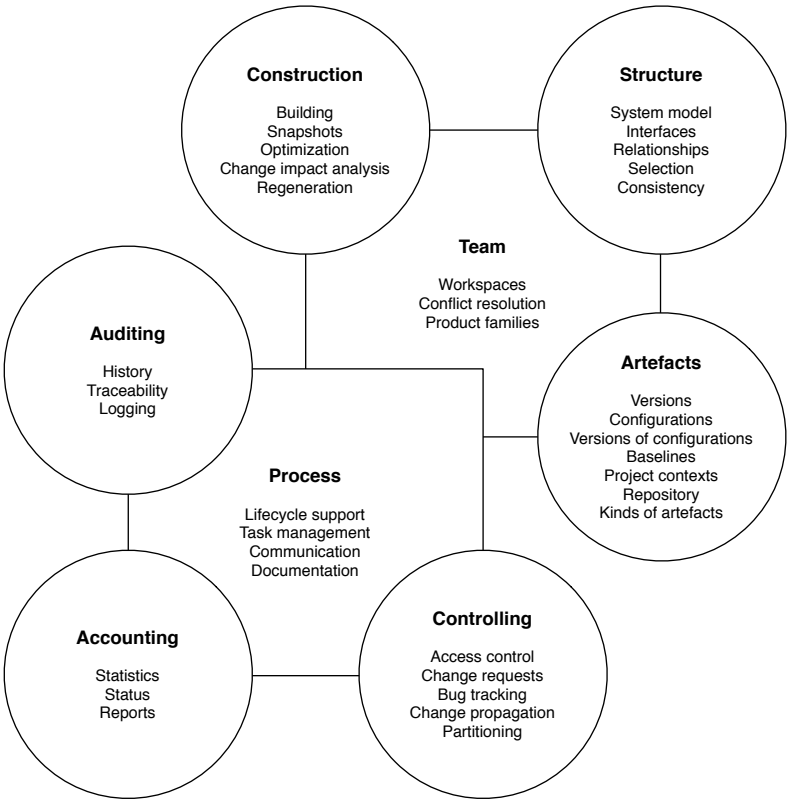 Construction
Building
Snapshots
Optimization
Change impact analysis
Regeneration
Structure
System model
Interfaces
Relationships
Selection
Consistency
Team
Workspaces
Conflict resolution
Product families
Auditing
History
Traceability
Logging
Artefacts
Versions
Configurations
Versions of configurations
Baselines
Project contexts
Repository
Kinds of artefacts
Process
Lifecycle support
Task management
Communication
Documentation
Accounting
Statistics
Status
Reports
Controlling
Access control
Change requests
Bug tracking
Change propagation
Partitioning